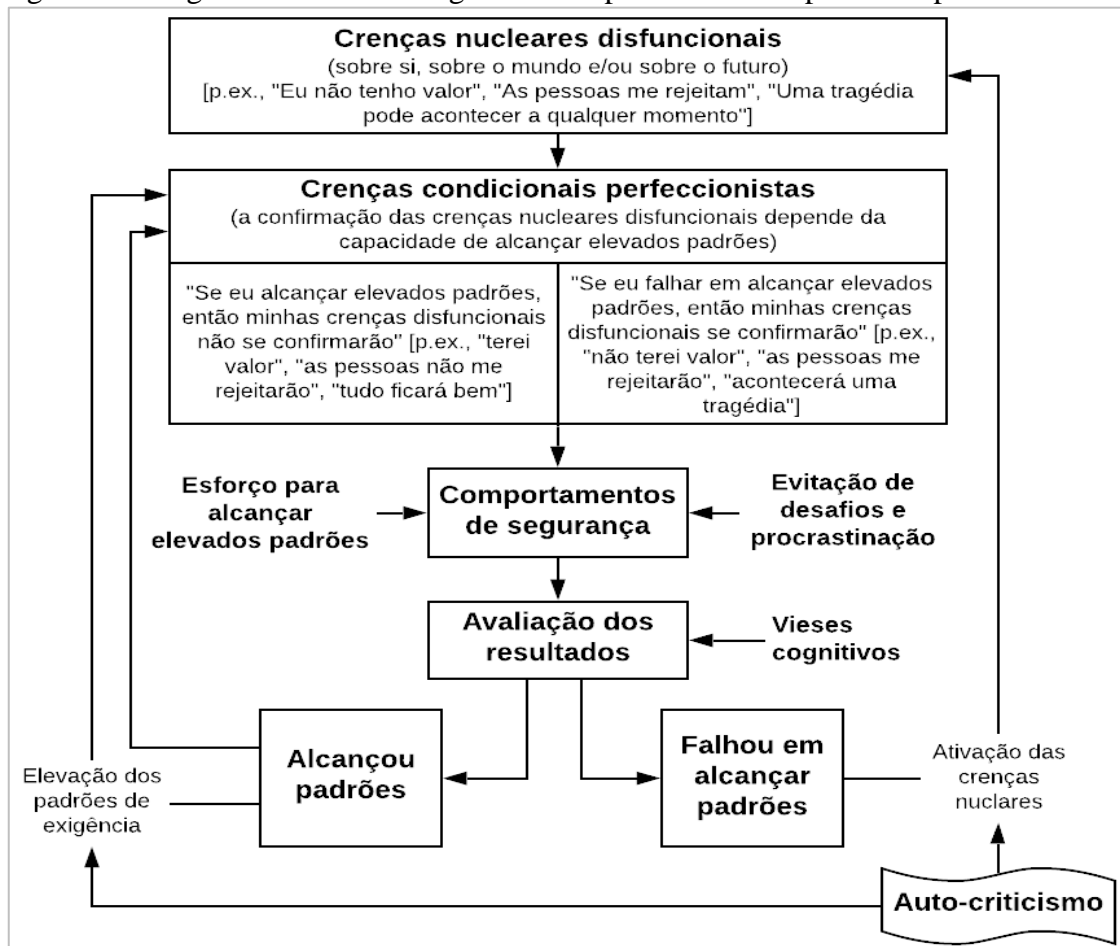 Crenças nucleares disfuncionais
(sobre si, sobre o mundo e/ou sobre o futuro)
[p.ex., "Eu não tenho valor", "As pessoas me rejeitam", "Uma tragédia
pode acontecer a qualquer momento"]
Crenças condicionais perfeccionistas
(a confirmação das crenças nucleares disfuncionais depende da
capacidade de alcançar elevados padrões)
"Se eu alcançar elevados padrões,
então minhas crenças disfuncionais
não se confirmarão" [p.ex., "terei
valor", "as pessoas não me
rejeitarão", "tudo ficará bem"]
"Se eu falhar em alcançar elevados
padrões, então minhas crenças
disfuncionais se confirmarão" [p.ex.,
"não terei valor", "as pessoas me
rejeitarão", "acontecerá uma
tragédia"]
Esforço para
alcançar
elevados padrões
Comportamentos
de segurança
Evitação de
desafios e
procrastinação
Avaliação dos
resultados
Vieses
cognitivos
Elevação dos
padrões de
exigência
Alcançou
padrões
Falhou em
alcançar
padrões
Ativação das
crenças
nuclares
Auto-criticismo